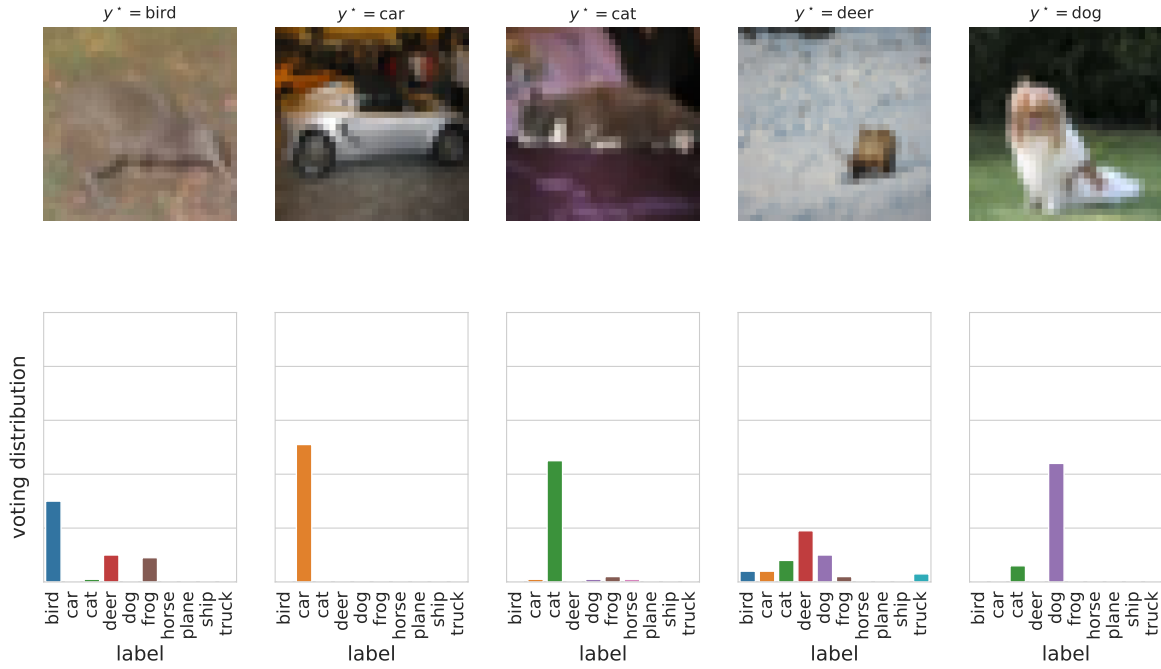 y* = bird
y* = car
y* = cat
y* = deer
y* = dog
voting distribution
bird car cat deer dog frog horse plane ship truck
bird car cat deer dog frog horse plane ship truck
bird car cat deer dog frog horse plane ship truck
bird car cat deer dog frog horse plane ship truck
bird car cat deer dog frog horse plane ship truck
label
label
label
label
label